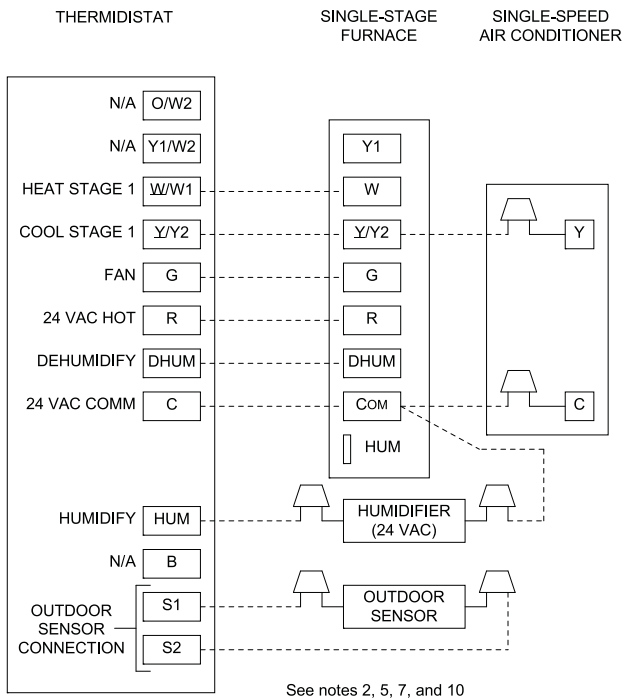 THERMIDISTAT
SINGLE-STAGE
FURNACE
SINGLE-SPEED
AIR CONDITIONER
N/A O/W2
N/A Y1/W2 Y1
HEAT STAGE 1 W/W1 W
COOL STAGE 1 Y/Y2 Y/Y2 Y
FAN G G
24 VAC HOT R R
DEHUMIDIFY DHUM DHUM
24 VAC COMM C COM C
HUM
HUMIDIFY HUM
HUMIDIFIER
(24 VAC)
N/A B
OUTDOOR
SENSOR
CONNECTION
S1
S2
OUTDOOR
SENSOR
See notes 2, 5, 7, and 10